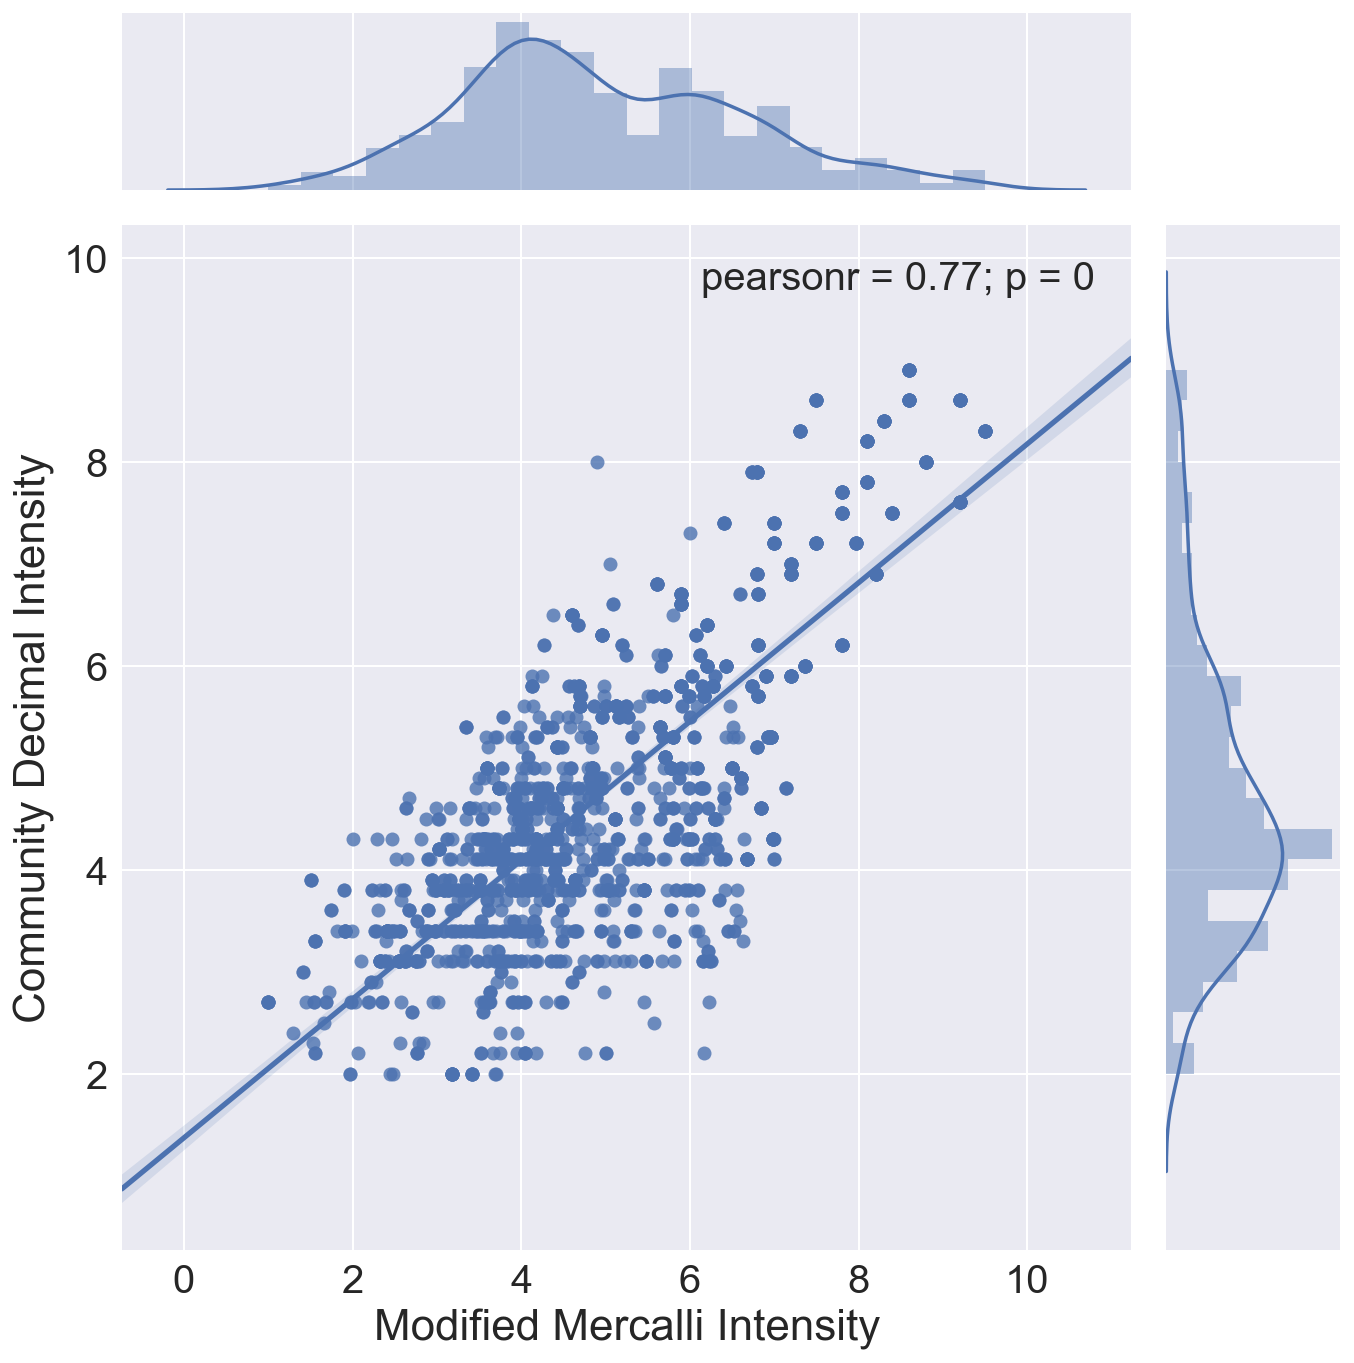 10
pearsonr = 0.77; p = 0
8
6
4
2
Community Decimal Intensity
0 2 4 6 8 10
Modified Mercalli Intensity